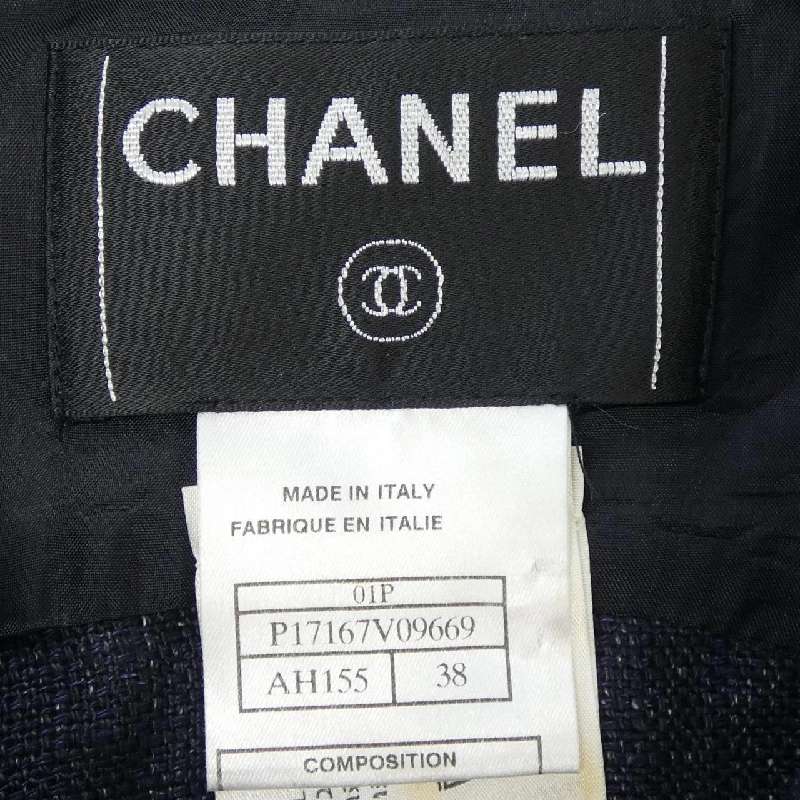 CHANEL
MADE IN ITALY
FABRIQUE EN ITALIE
01P
P17167V09669
AH155 38
COMPOSITION